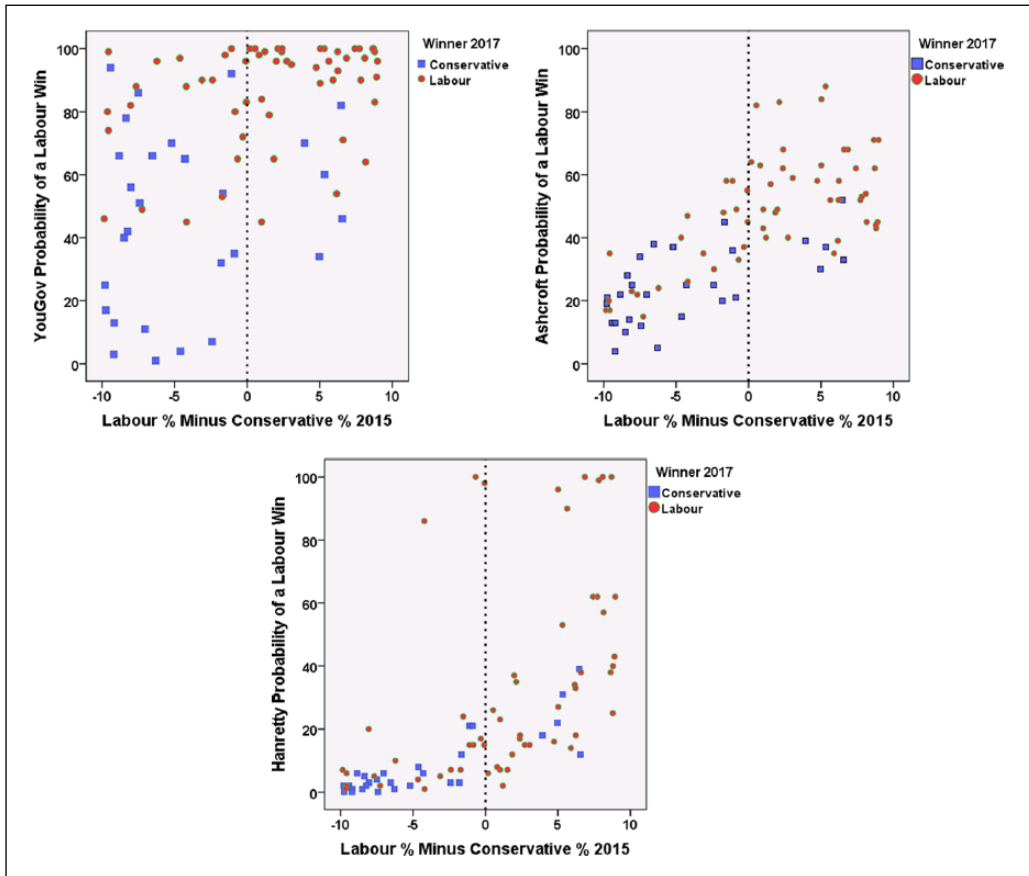 Winner 2017
Conservative
Labour
YouGov Probability of a Labour Win
100
80
60
40
20
0
-10 -5 0 5 10
Labour % Minus Conservative % 2015
Winner 2017
Conservative
Labour
Ashcroft Probability of a Labour Win
100
80
60
40
20
0
-10 -5 0 5 10
Labour % Minus Conservative % 2015
Winner 2017
Conservative
Labour
Hanretty Probability of a Labour Win
100
80
60
40
20
0
-10 -5 0 5 10
Labour % Minus Conservative % 2015